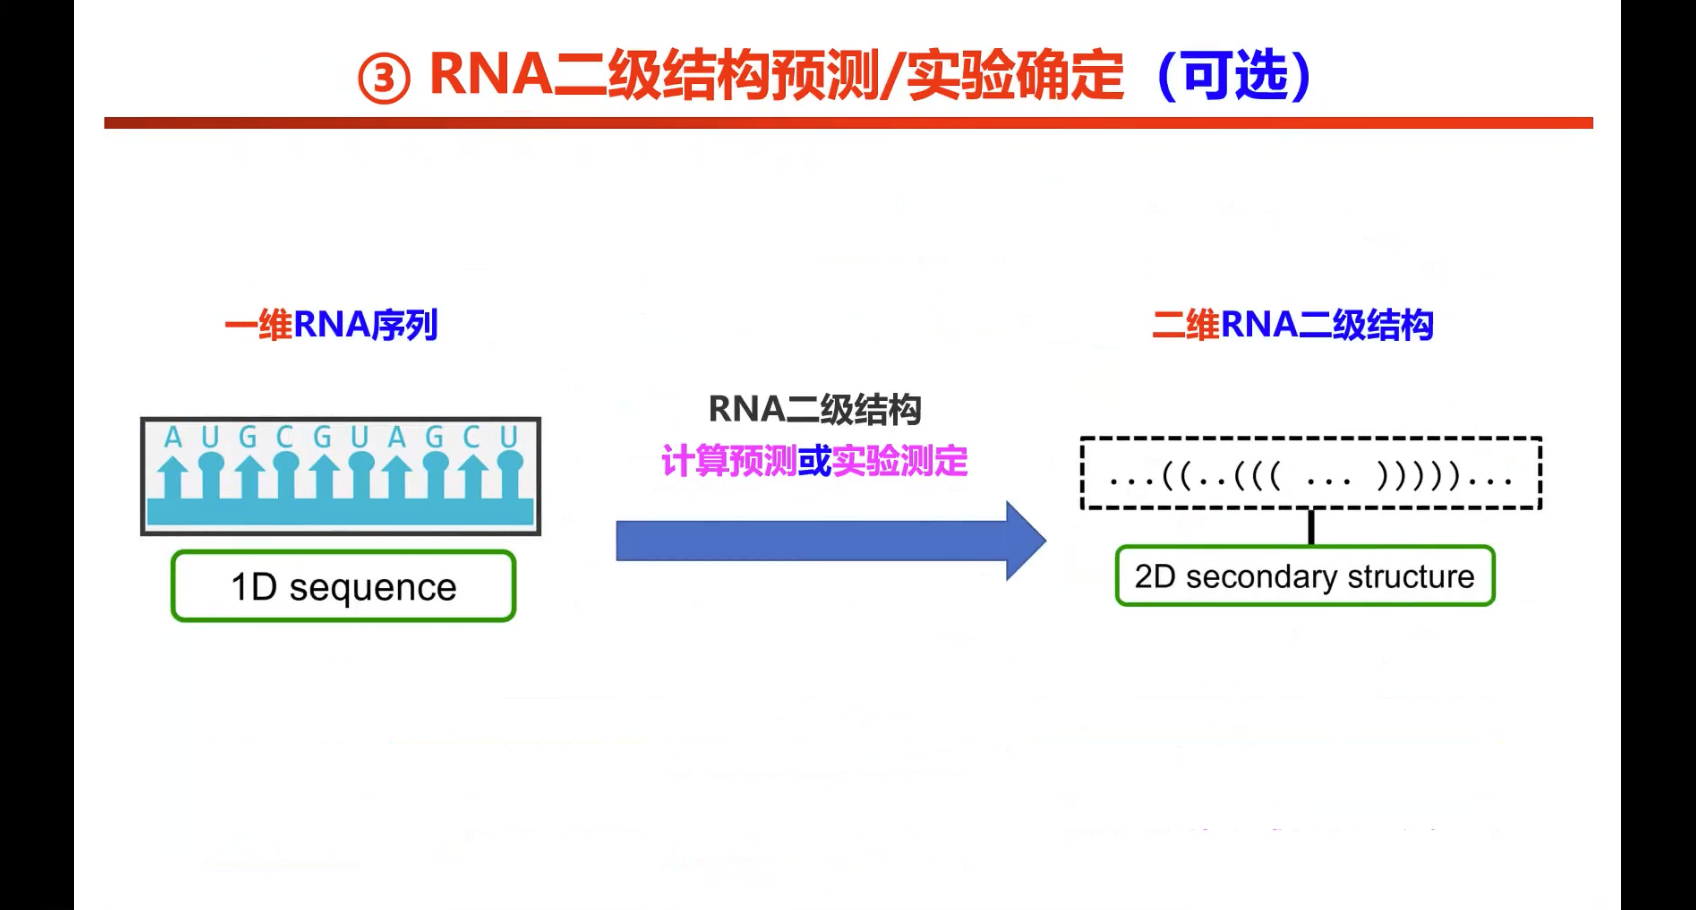 ③ RNA二级结构预测/实验确定（可选）
一维RNA序列
二维RNA二级结构
RNA二级结构
计算预测或实验测定
A U G C G U A G C U
...((..((( ... )))))...
1D sequence
2D secondary structure